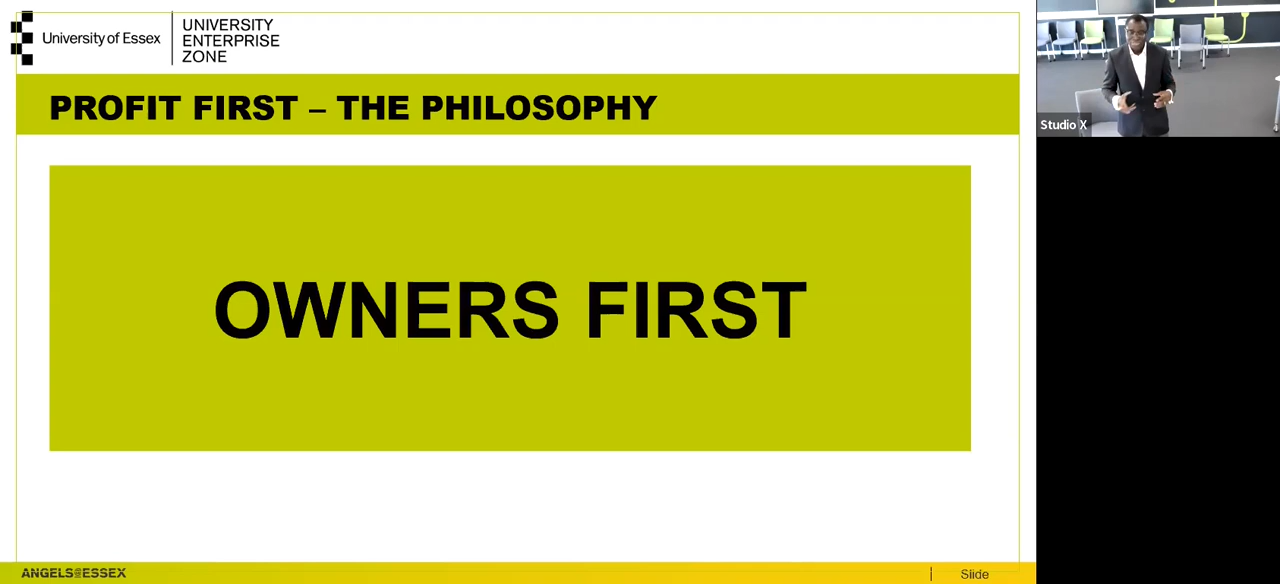 University of Essex
UNIVERSITY
ENTERPRISE
ZONE
PROFIT FIRST – THE PHILOSOPHY
OWNERS FIRST
Studio X
ANGELS@ESSEX
Slide